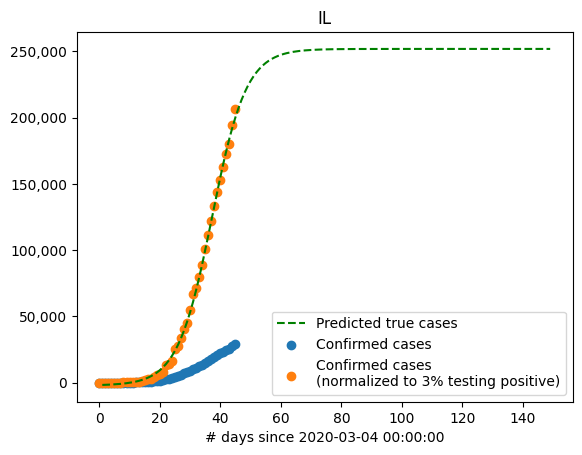 IL
250,000
200,000
150,000
100,000
50,000
0
Predicted true cases
Confirmed cases
Confirmed cases
(normalized to 3% testing positive)
0 20 40 60 80 100 120 140
# days since 2020-03-04 00:00:00